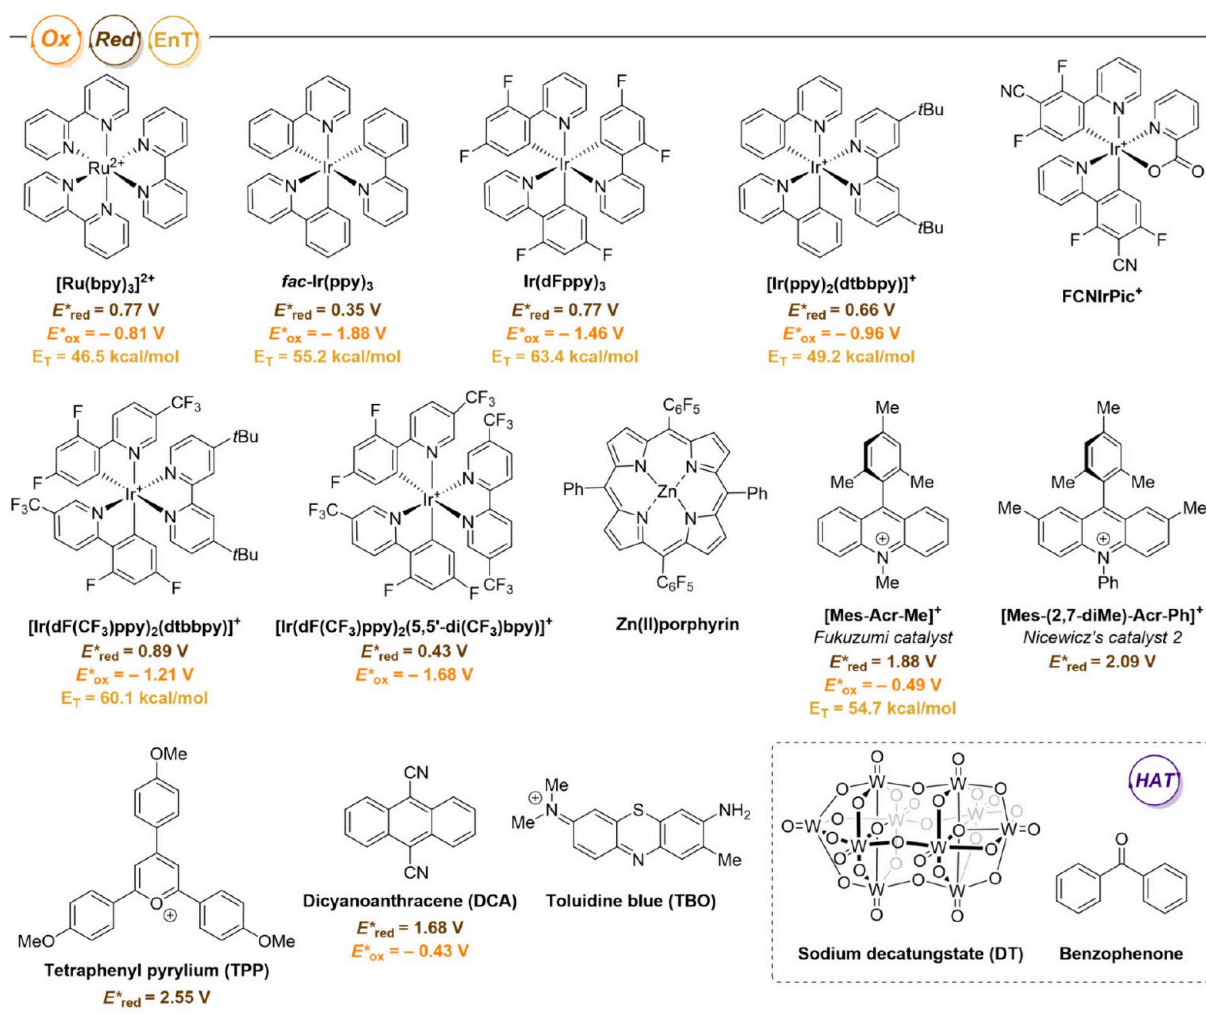 Ox Red EnT
[Ru(bpy)3]2+
E*red = 0.77 V
E*ox = – 0.81 V
ET = 46.5 kcal/mol
fac-Ir(ppy)3
E*red = 0.35 V
E*ox = – 1.88 V
ET = 55.2 kcal/mol
Ir(dFppy)3
E*red = 0.77 V
E*ox = – 1.46 V
ET = 63.4 kcal/mol
[Ir(ppy)2(dtbbpy)]+
E*red = 0.66 V
E*ox = – 0.96 V
ET = 49.2 kcal/mol
FCNIrPic+
[Ir(dF(CF3)ppy)2(dtbbpy)]+
E*red = 0.89 V
E*ox = – 1.21 V
ET = 60.1 kcal/mol
[Ir(dF(CF3)ppy)2(5,5'-di(CF3)bpy)]+
E*red = 0.43 V
E*ox = – 1.68 V
Zn(II)porphyrin
[Mes-Acr-Me]+
Fukuzumi catalyst
E*red = 1.88 V
E*ox = – 0.49 V
ET = 54.7 kcal/mol
[Mes-(2,7-diMe)-Acr-Ph]+
Nicewicz's catalyst 2
E*red = 2.09 V
Tetraphenyl pyrylium (TPP)
E*red = 2.55 V
Dicyanoanthracene (DCA)
E*red = 1.68 V
E*ox = – 0.43 V
Toluidine blue (TBO)
HAT
Sodium decatungstate (DT)
Benzophenone